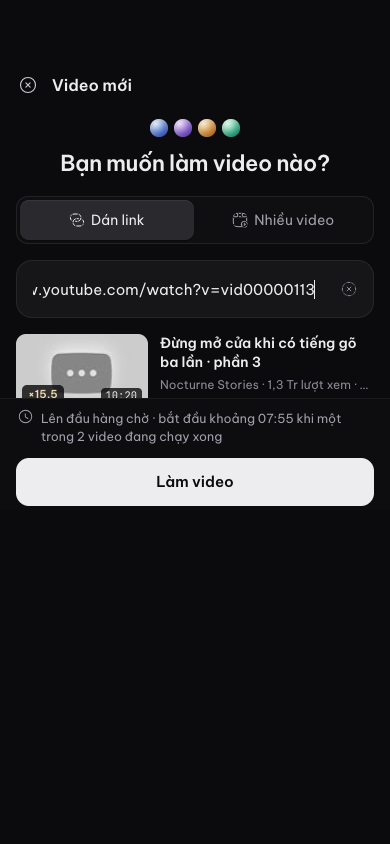 Video mới
Bạn muốn làm video nào?
Dán link
Nhiều video
.youtube.com/watch?v=vid00000113
Đừng mở cửa khi có tiếng gõ
ba lần · phần 3
Nocturne Stories · 1,3 Tr lượt xem · ...
×15.5
10:20
Lên đầu hàng chờ · bắt đầu khoảng 07:55 khi một
trong 2 video đang chạy xong
Làm video